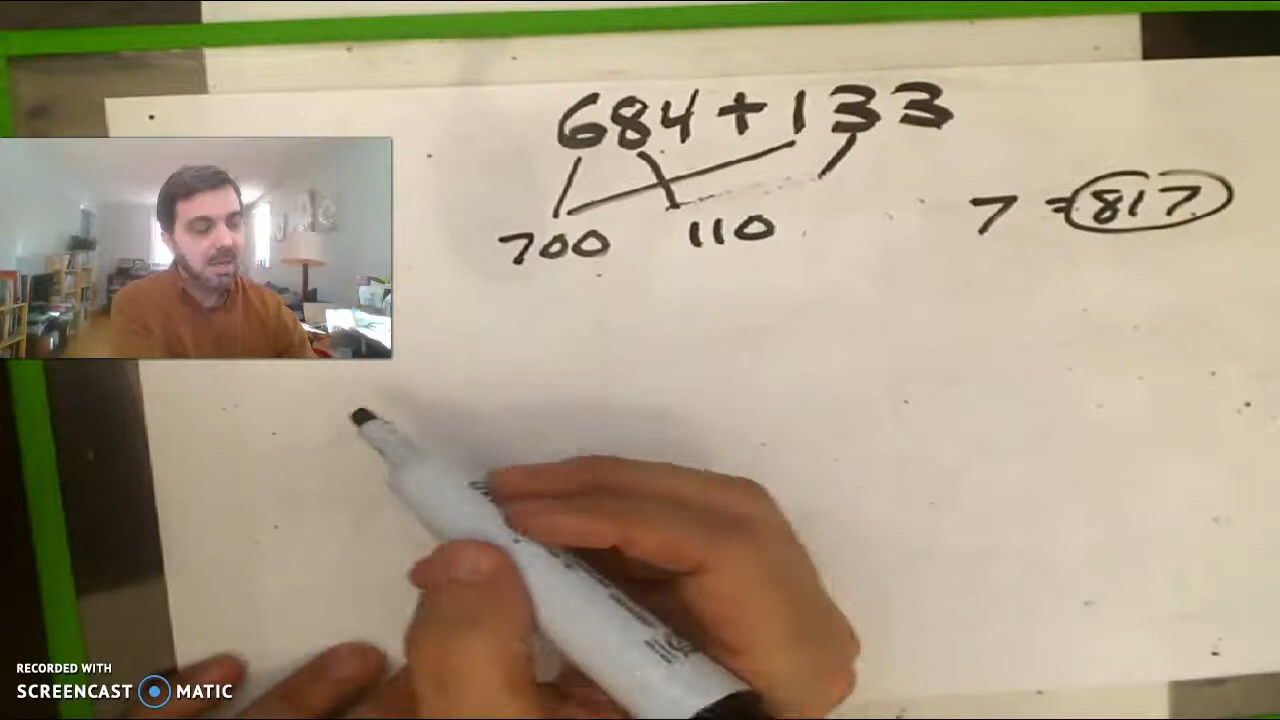 684 + 133
700 110 7 = 817
RECORDED WITH
SCREENCAST MATIC